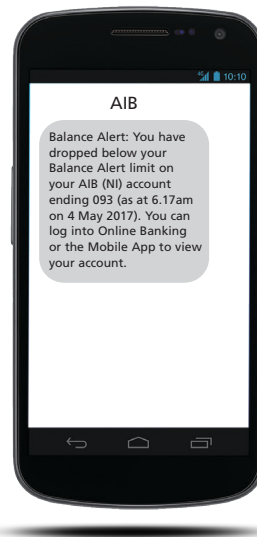 4G 10:10
AIB
Balance Alert: You have
dropped below your
Balance Alert limit on
your AIB (NI) account
ending 093 (as at 6.17am
on 4 May 2017). You can
log into Online Banking
or the Mobile App to view
your account.